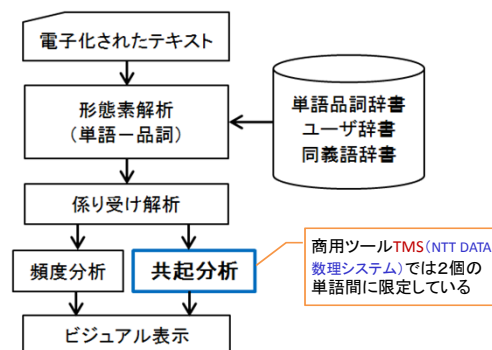 電子化されたテキスト
形態素解析
（単語ー品詞）
単語品詞辞書
ユーザ辞書
同義語辞書
係り受け解析
頻度分析
共起分析
商用ツールTMS（NTT DATA
数理システム）では２個の
単語間に限定している
ビジュアル表示